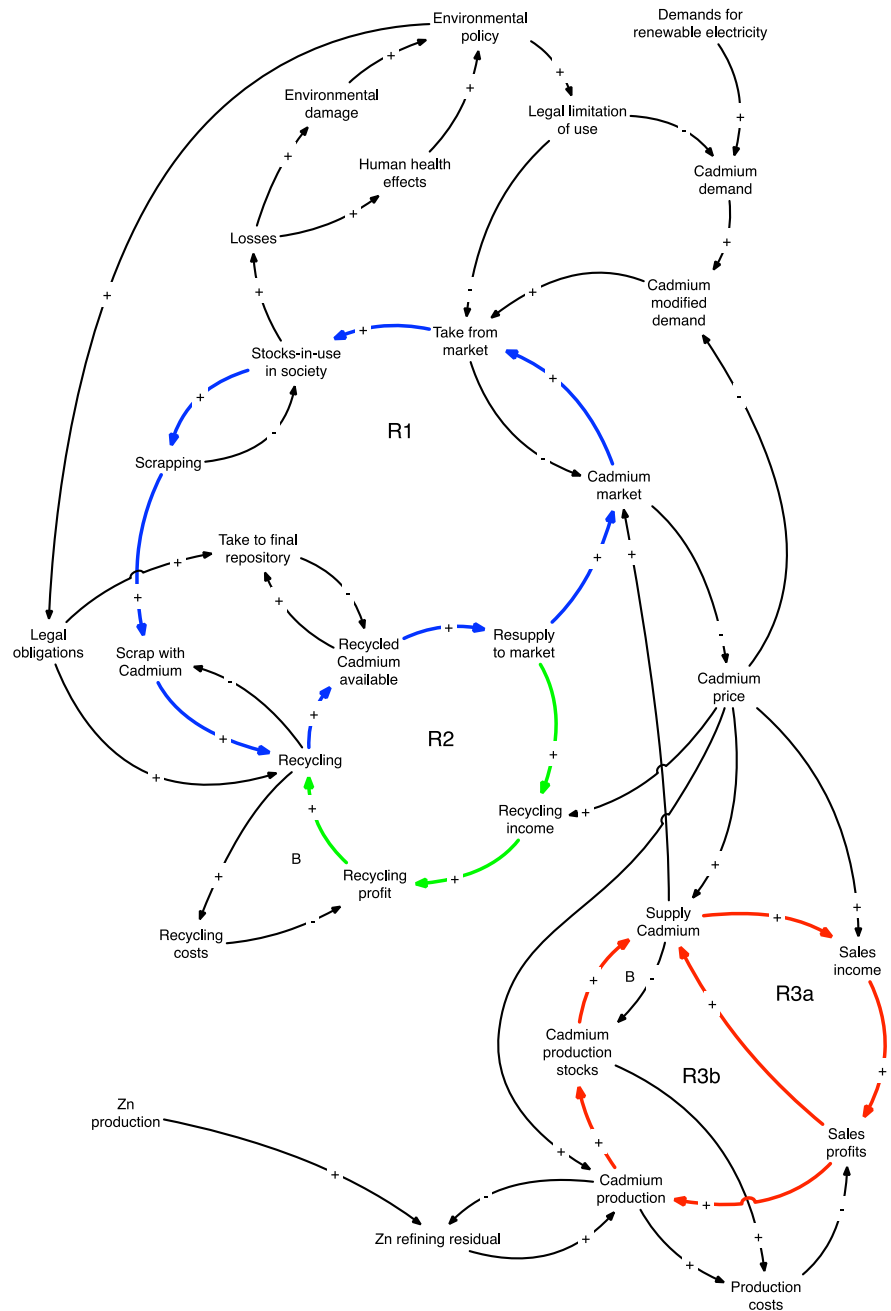 Environmental
policy
Demands for
renewable electricity
+
+
Environmental
damage
+
+
Legal limitation
of use
+
-
Human health
effects
Cadmium
demand
+
+
+
Losses
+
+
+
-
+
Cadmium
modified
demand
+
Take from
market
Stocks-in-use
in society
+
-
R1
-
Scrapping
-
Cadmium
market
Take to final
repository
+
+
+
-
+
+
Legal
obligations
Scrap with
Cadmium
Recycled
Cadmium
available
+
Resupply
to market
-
-
Cadmium
price
+
+
R2
Recycling
+
+
+
Recycling
income
+
B
+
Recycling
profit
+
+
-
Recycling
costs
Supply
Cadmium
+
+
Sales
income
+
B
-
R3a
+
Cadmium
production
stocks
R3b
+
Zn
production
Sales
profits
+
+
+
Cadmium
production
-
+
-
Zn refining residual
+
+
+
Production
costs